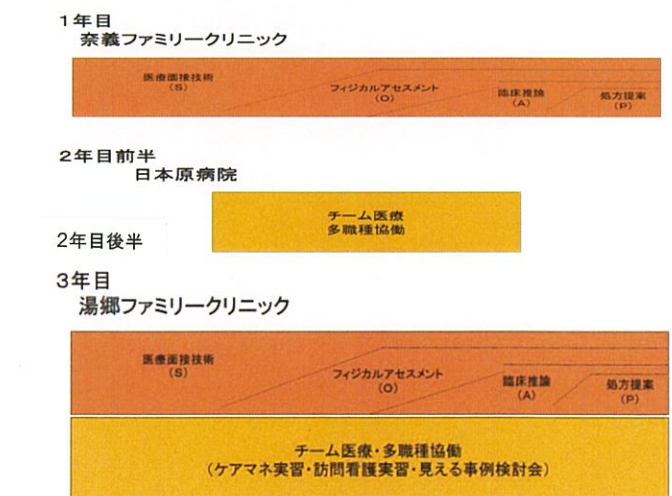 1年目
奈義ファミリークリニック
医療面接技術
(S)
フィジカルアセスメント
(O)
臨床推論
(A)
処方提案
(P)
2年目前半
日本原病院
チーム医療
多職種協働
2年目後半
3年目
湯郷ファミリークリニック
医療面接技術
(S)
フィジカルアセスメント
(O)
臨床推論
(A)
処方提案
(P)
チーム医療・多職種協働
(ケアマネ実習・訪問看護実習・見える事例検討会)